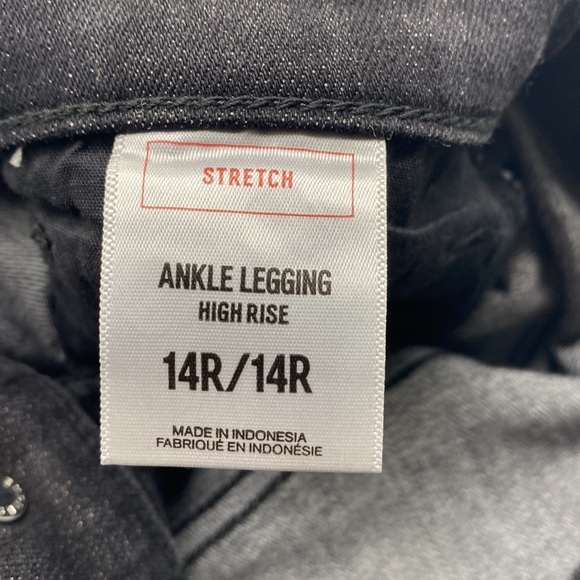 STRETCH
ANKLE LEGGING
HIGH RISE
14R/14R
MADE IN INDONESIA
FABRIQUÉ EN INDONÉSIE